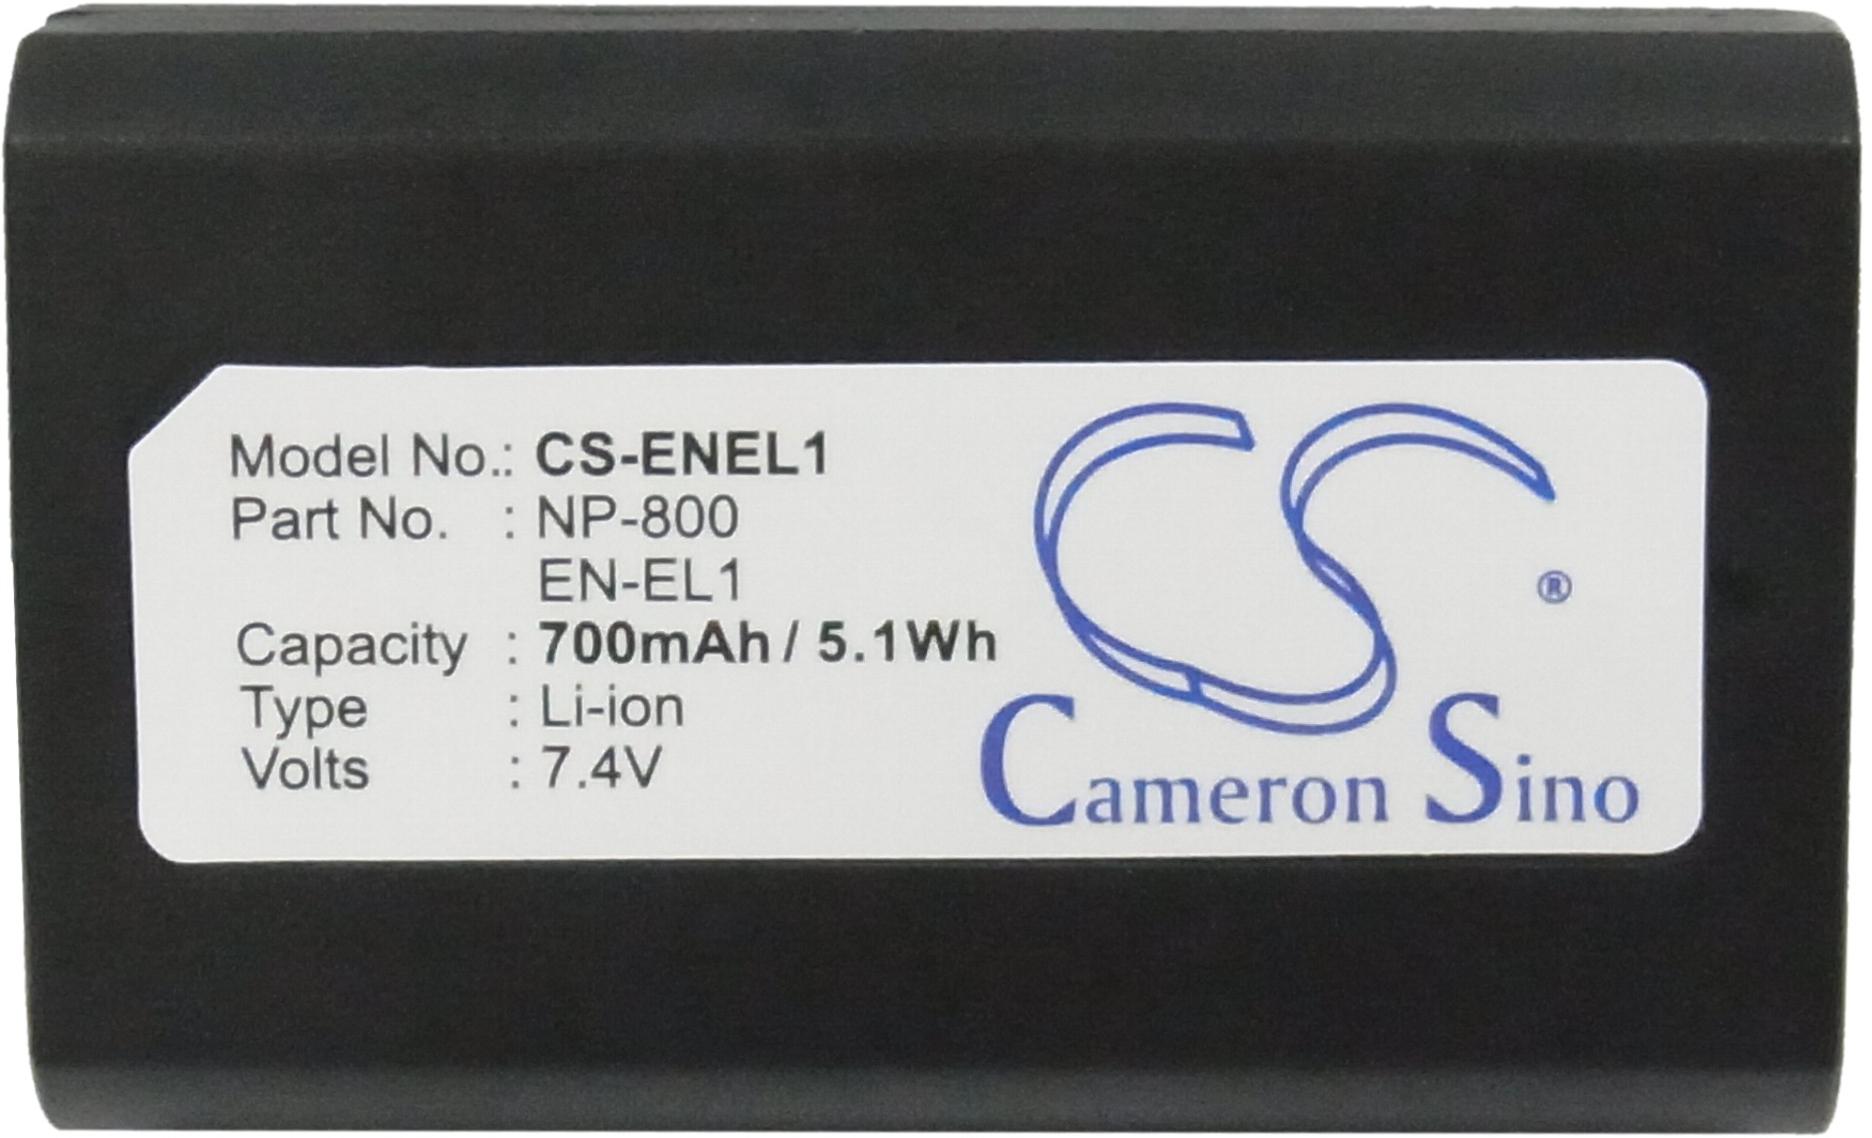 Model No.: CS-ENEL1
Part No. : NP-800
EN-EL1
Capacity : 700mAh / 5.1Wh
Type : Li-ion
Volts : 7.4V
CS
®
Cameron Sino